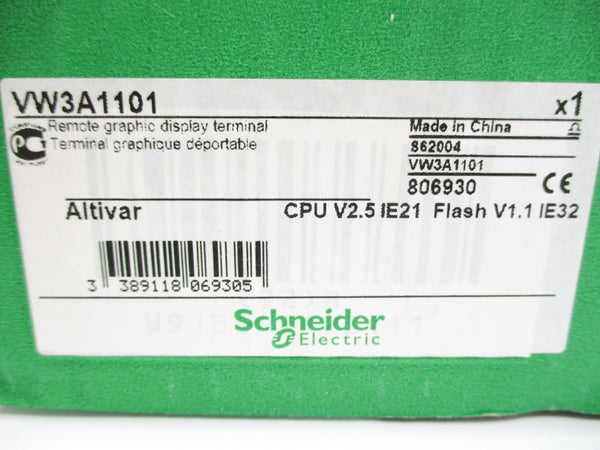 VW3A1101 x1
Remote graphic display terminal
Terminal graphique déportable
Made in China
862004
VW3A1101
806930 CE
Altivar CPU V2.5 IE21 Flash V1.1 IE32
3 389118 069305
Schneider
Electric